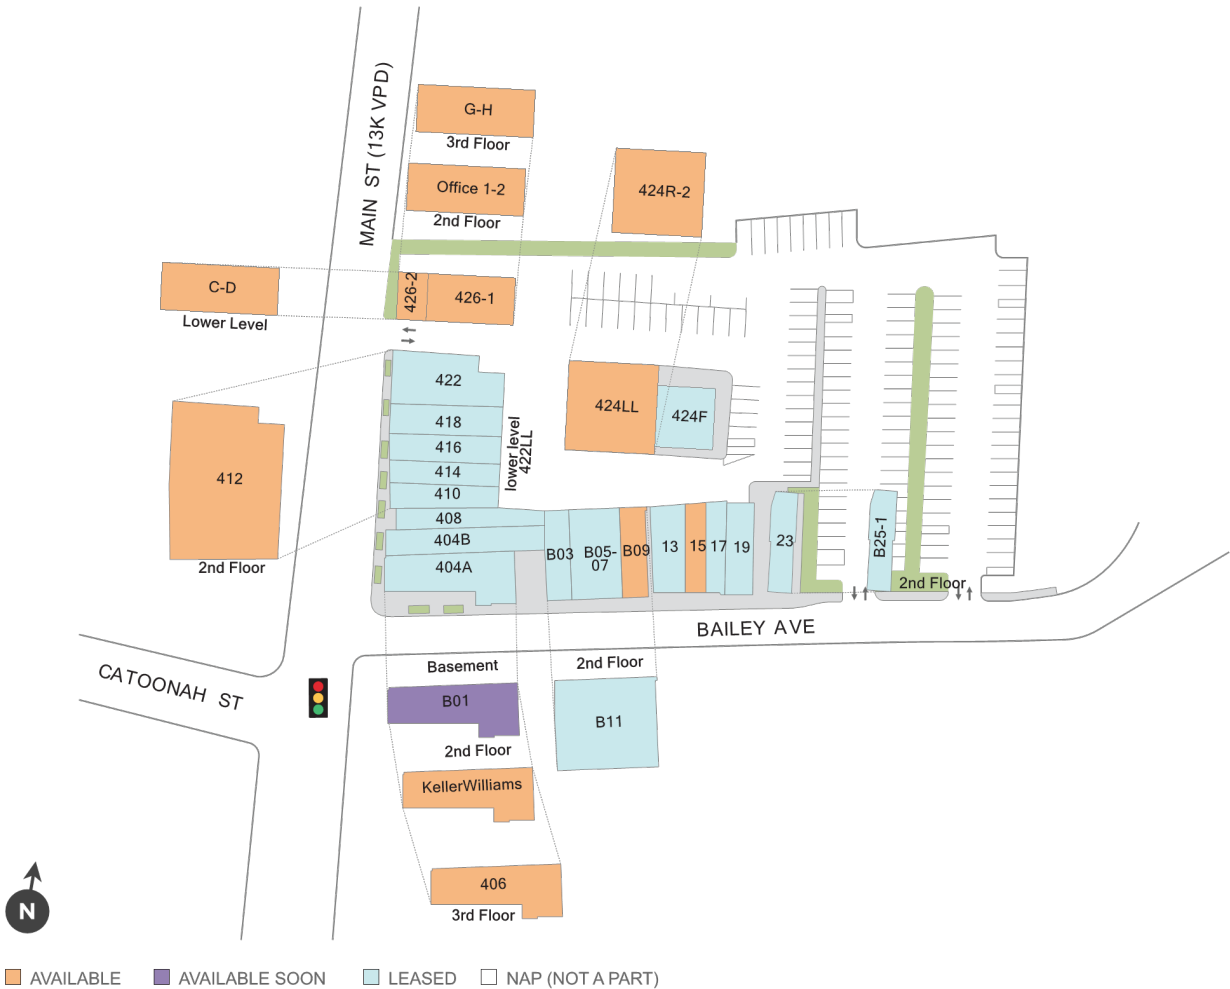 MAIN ST (13K VPD)
G-H
3rd Floor
Office 1-2
2nd Floor
424R-2
C-D
Lower Level
426-2
426-1
422
418
416
414
410
408
404B
404A
lower level
422LL
424LL
424F
412
2nd Floor
B03
B05-
07
B09
13
15
17
19
23
B25-1
2nd Floor
BAILEY AVE
CATOONAH ST
Basement
B01
2nd Floor
KellerWilliams
406
3rd Floor
2nd Floor
B11
N
AVAILABLE
AVAILABLE SOON
LEASED
NAP (NOT A PART)